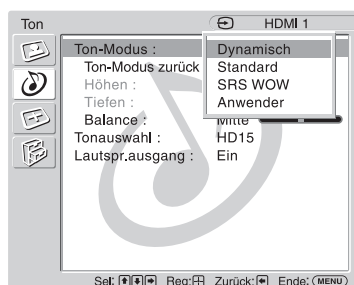 Ton
HDMI 1
Ton-Modus :
Dynamisch
Ton-Modus zurück
Standard
Höhen :
SRS WOW
Tiefen :
Anwender
Balance :
Mitte
Tonauswahl :
HD15
Lautspr.ausgang :
Ein
Sel: Reg: Zurück: Ende: MENU